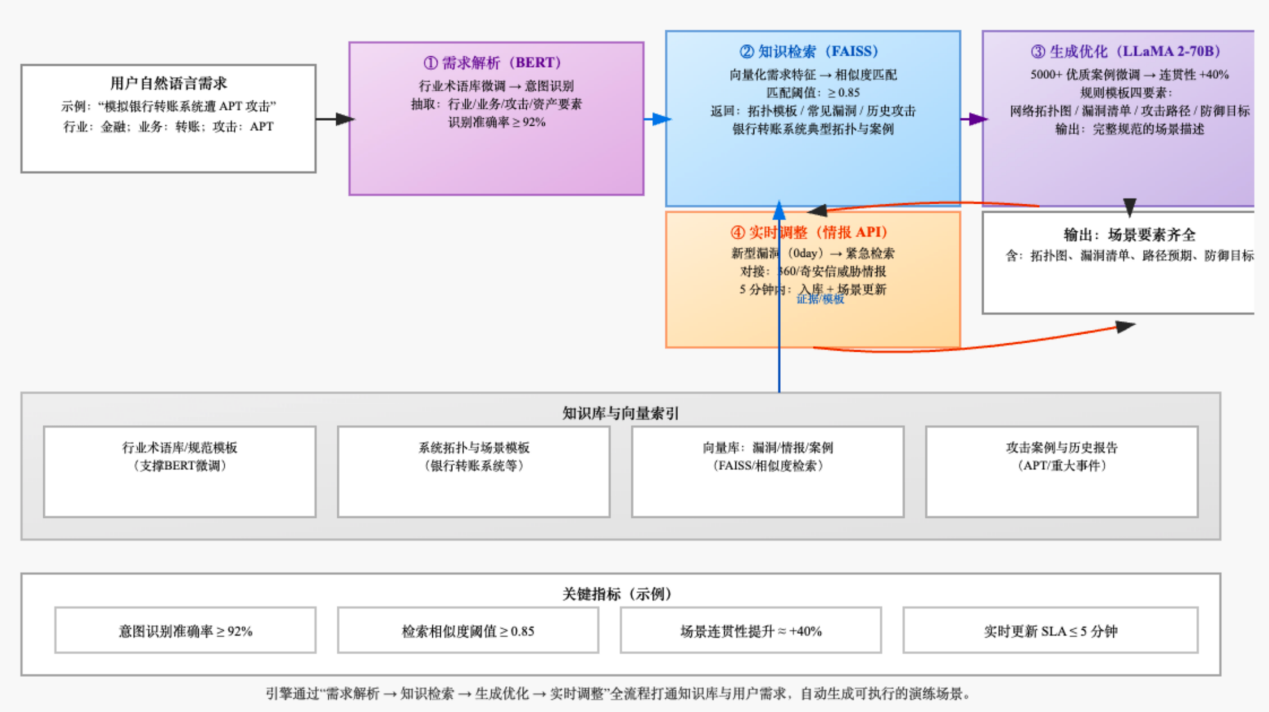 用户自然语言需求
示例：“模拟银行转账系统遭 APT 攻击”
行业：金融；业务：转账；攻击：APT
① 需求解析（BERT）
行业术语库微调 → 意图识别
抽取：行业/业务/攻击/资产要素
识别准确率 ≥ 92%
② 知识检索（FAISS）
向量化需求特征 → 相似度匹配
匹配阈值：≥ 0.85
返回：拓扑模板 / 常见漏洞 / 历史攻击
银行转账系统典型拓扑与案例
③ 生成优化（LLaMA 2-70B）
5000+ 优质案例微调 → 连贯性 +40%
规则模板四要素：
网络拓扑图 / 漏洞清单 / 攻击路径 / 防御目标
输出：完整规范的场景描述
④ 实时调整（情报 API）
新型漏洞（0day）→ 紧急检索
对接：360/奇安信威胁情报
5 分钟内：入库 + 场景更新
证据/模板
输出：场景要素齐全
含：拓扑图、漏洞清单、路径预期、防御目标
知识库与向量索引
行业术语库/规范模板
（支撑BERT微调）
系统拓扑与场景模板
（银行转账系统等）
向量库：漏洞/情报/案例
（FAISS/相似度检索）
攻击案例与历史报告
（APT/重大事件）
关键指标（示例）
意图识别准确率 ≥ 92%
检索相似度阈值 ≥ 0.85
场景连贯性提升 ≈ +40%
实时更新 SLA ≤ 5 分钟
引擎通过“需求解析 → 知识检索 → 生成优化 → 实时调整”全流程打通知识库与用户需求，自动生成可执行的演练场景。